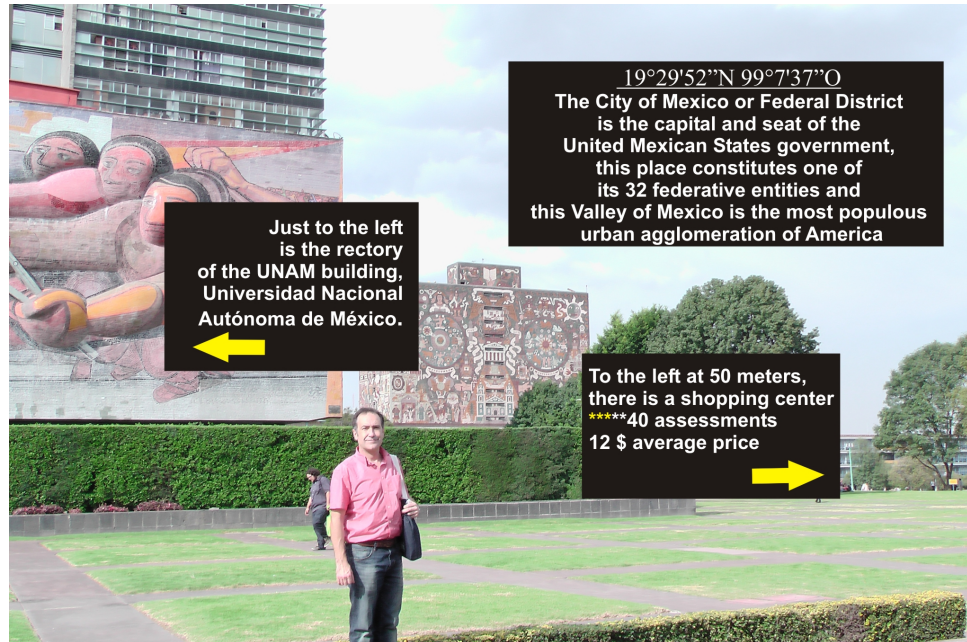 19°29'52”N 99°7'37”O
The City of Mexico or Federal District
is the capital and seat of the
United Mexican States government,
this place constitutes one of
its 32 federative entities and
this Valley of Mexico is the most populous
urban agglomeration of America
Just to the left
is the rectory
of the UNAM building,
Universidad Nacional
Autónoma de México.
To the left at 50 meters,
there is a shopping center
*****40 assessments
12 $ average price